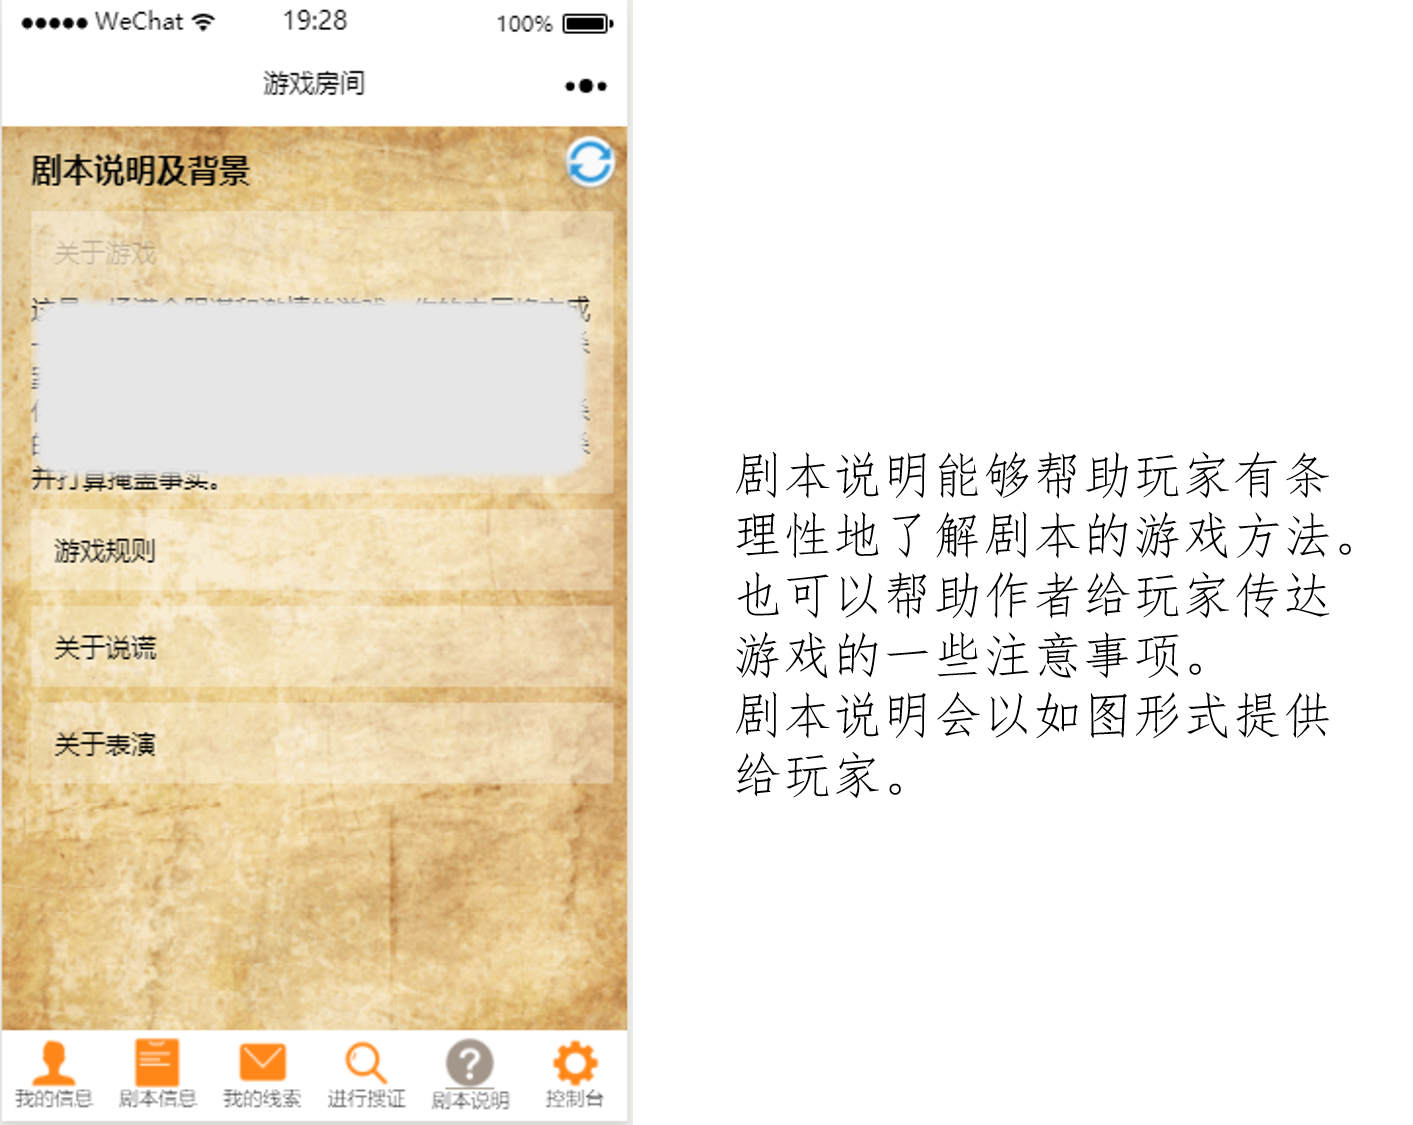 WeChat 19:28 100%
游戏房间
剧本说明及背景
关于游戏
并打算掩盖事实。
游戏规则
关于说谎
关于表演
我的信息 剧本信息 我的线索 进行搜证 剧本说明 控制台
剧本说明能够帮助玩家有条
理性地了解剧本的游戏方法。
也可以帮助作者给玩家传达
游戏的一些注意事项。
剧本说明会以如图形式提供
给玩家。